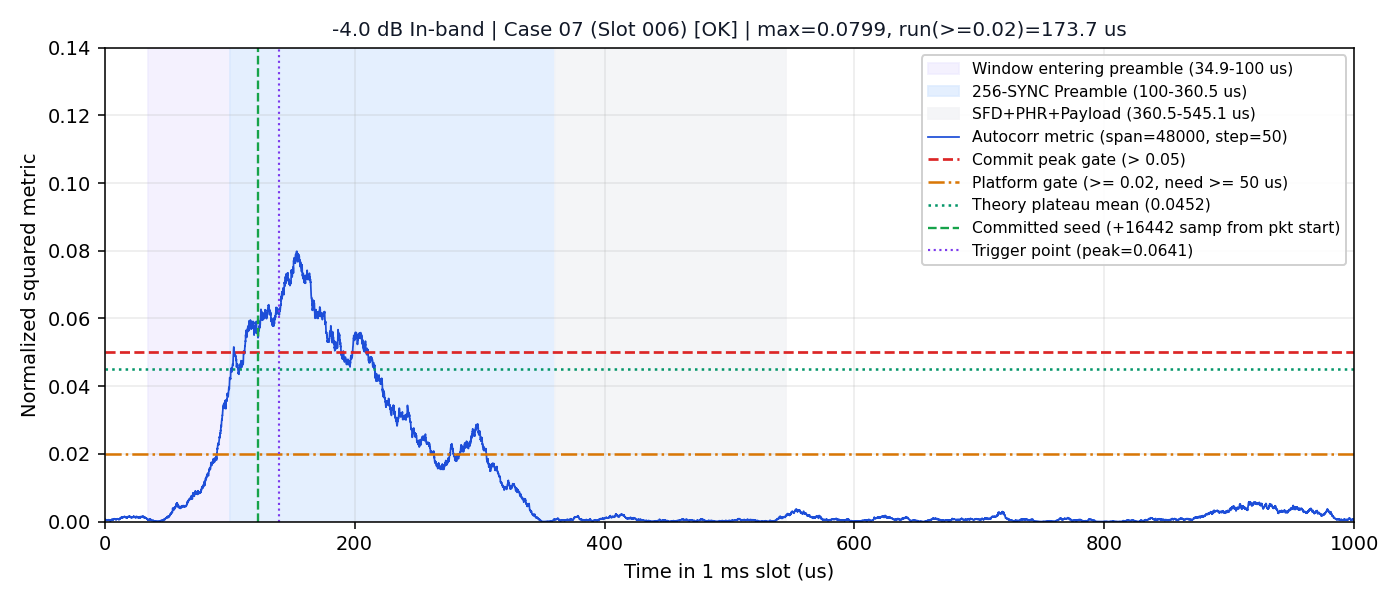 -4.0 dB In-band | Case 07 (Slot 006) [OK] | max=0.0799, run(>=0.02)=173.7 us
Normalized squared metric
0.14
0.12
0.10
0.08
0.06
0.04
0.02
0.00
Window entering preamble (34.9-100 us)
256-SYNC Preamble (100-360.5 us)
SFD+PHR+Payload (360.5-545.1 us)
Autocorr metric (span=48000, step=50)
Commit peak gate (> 0.05)
Platform gate (>= 0.02, need >= 50 us)
Theory plateau mean (0.0452)
Committed seed (+16442 samp from pkt start)
Trigger point (peak=0.0641)
0 200 400 600 800 1000
Time in 1 ms slot (us)